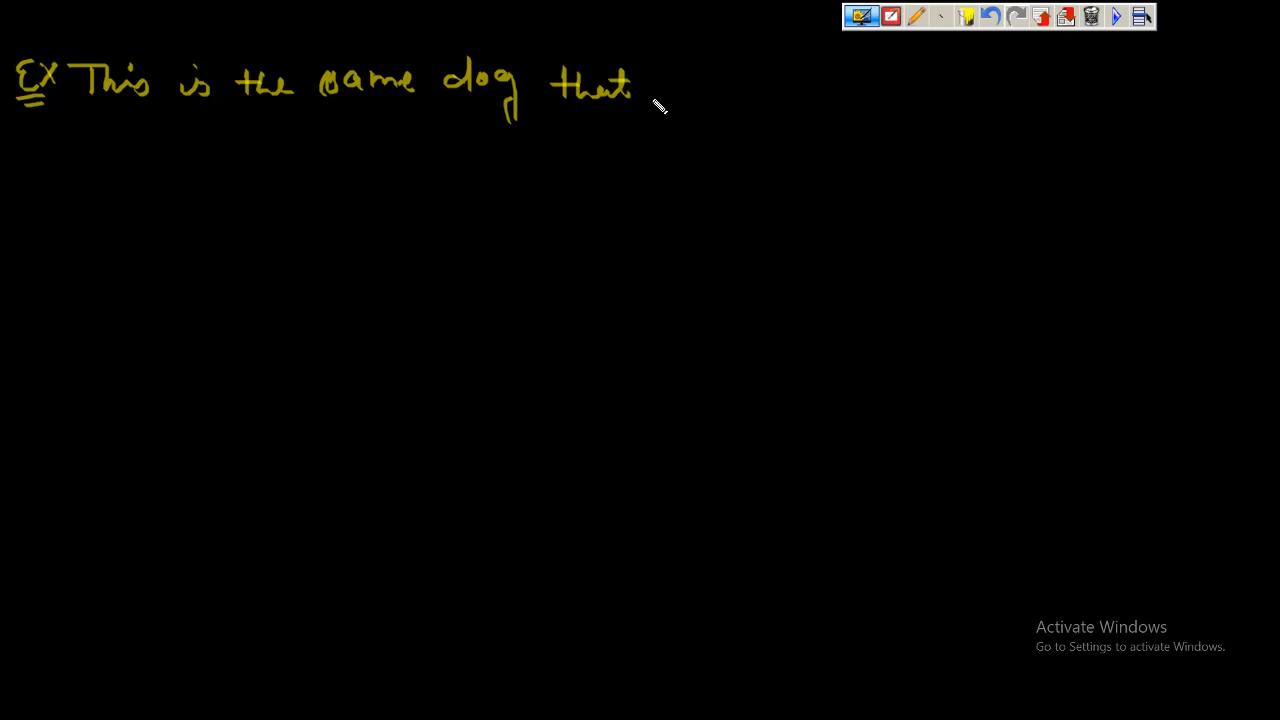 Ex This is the same dog that
Activate Windows
Go to Settings to activate Windows.